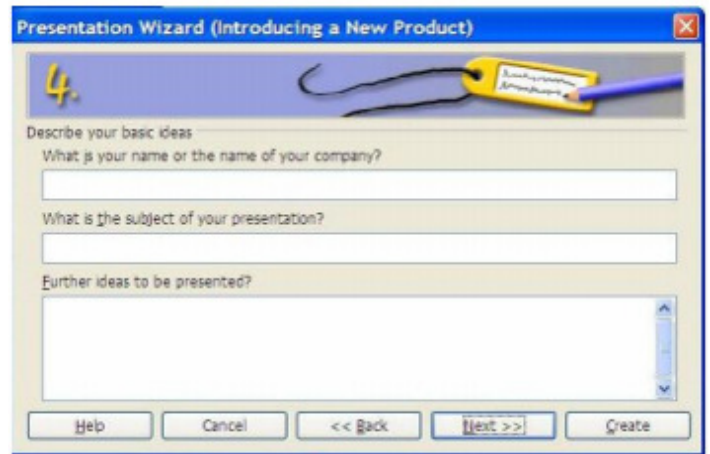 Presentation Wizard (Introducing a New Product)
4.
Describe your basic ideas
What is your name or the name of your company?
What is the subject of your presentation?
Further ideas to be presented?
Help Cancel << Back Next >> Create